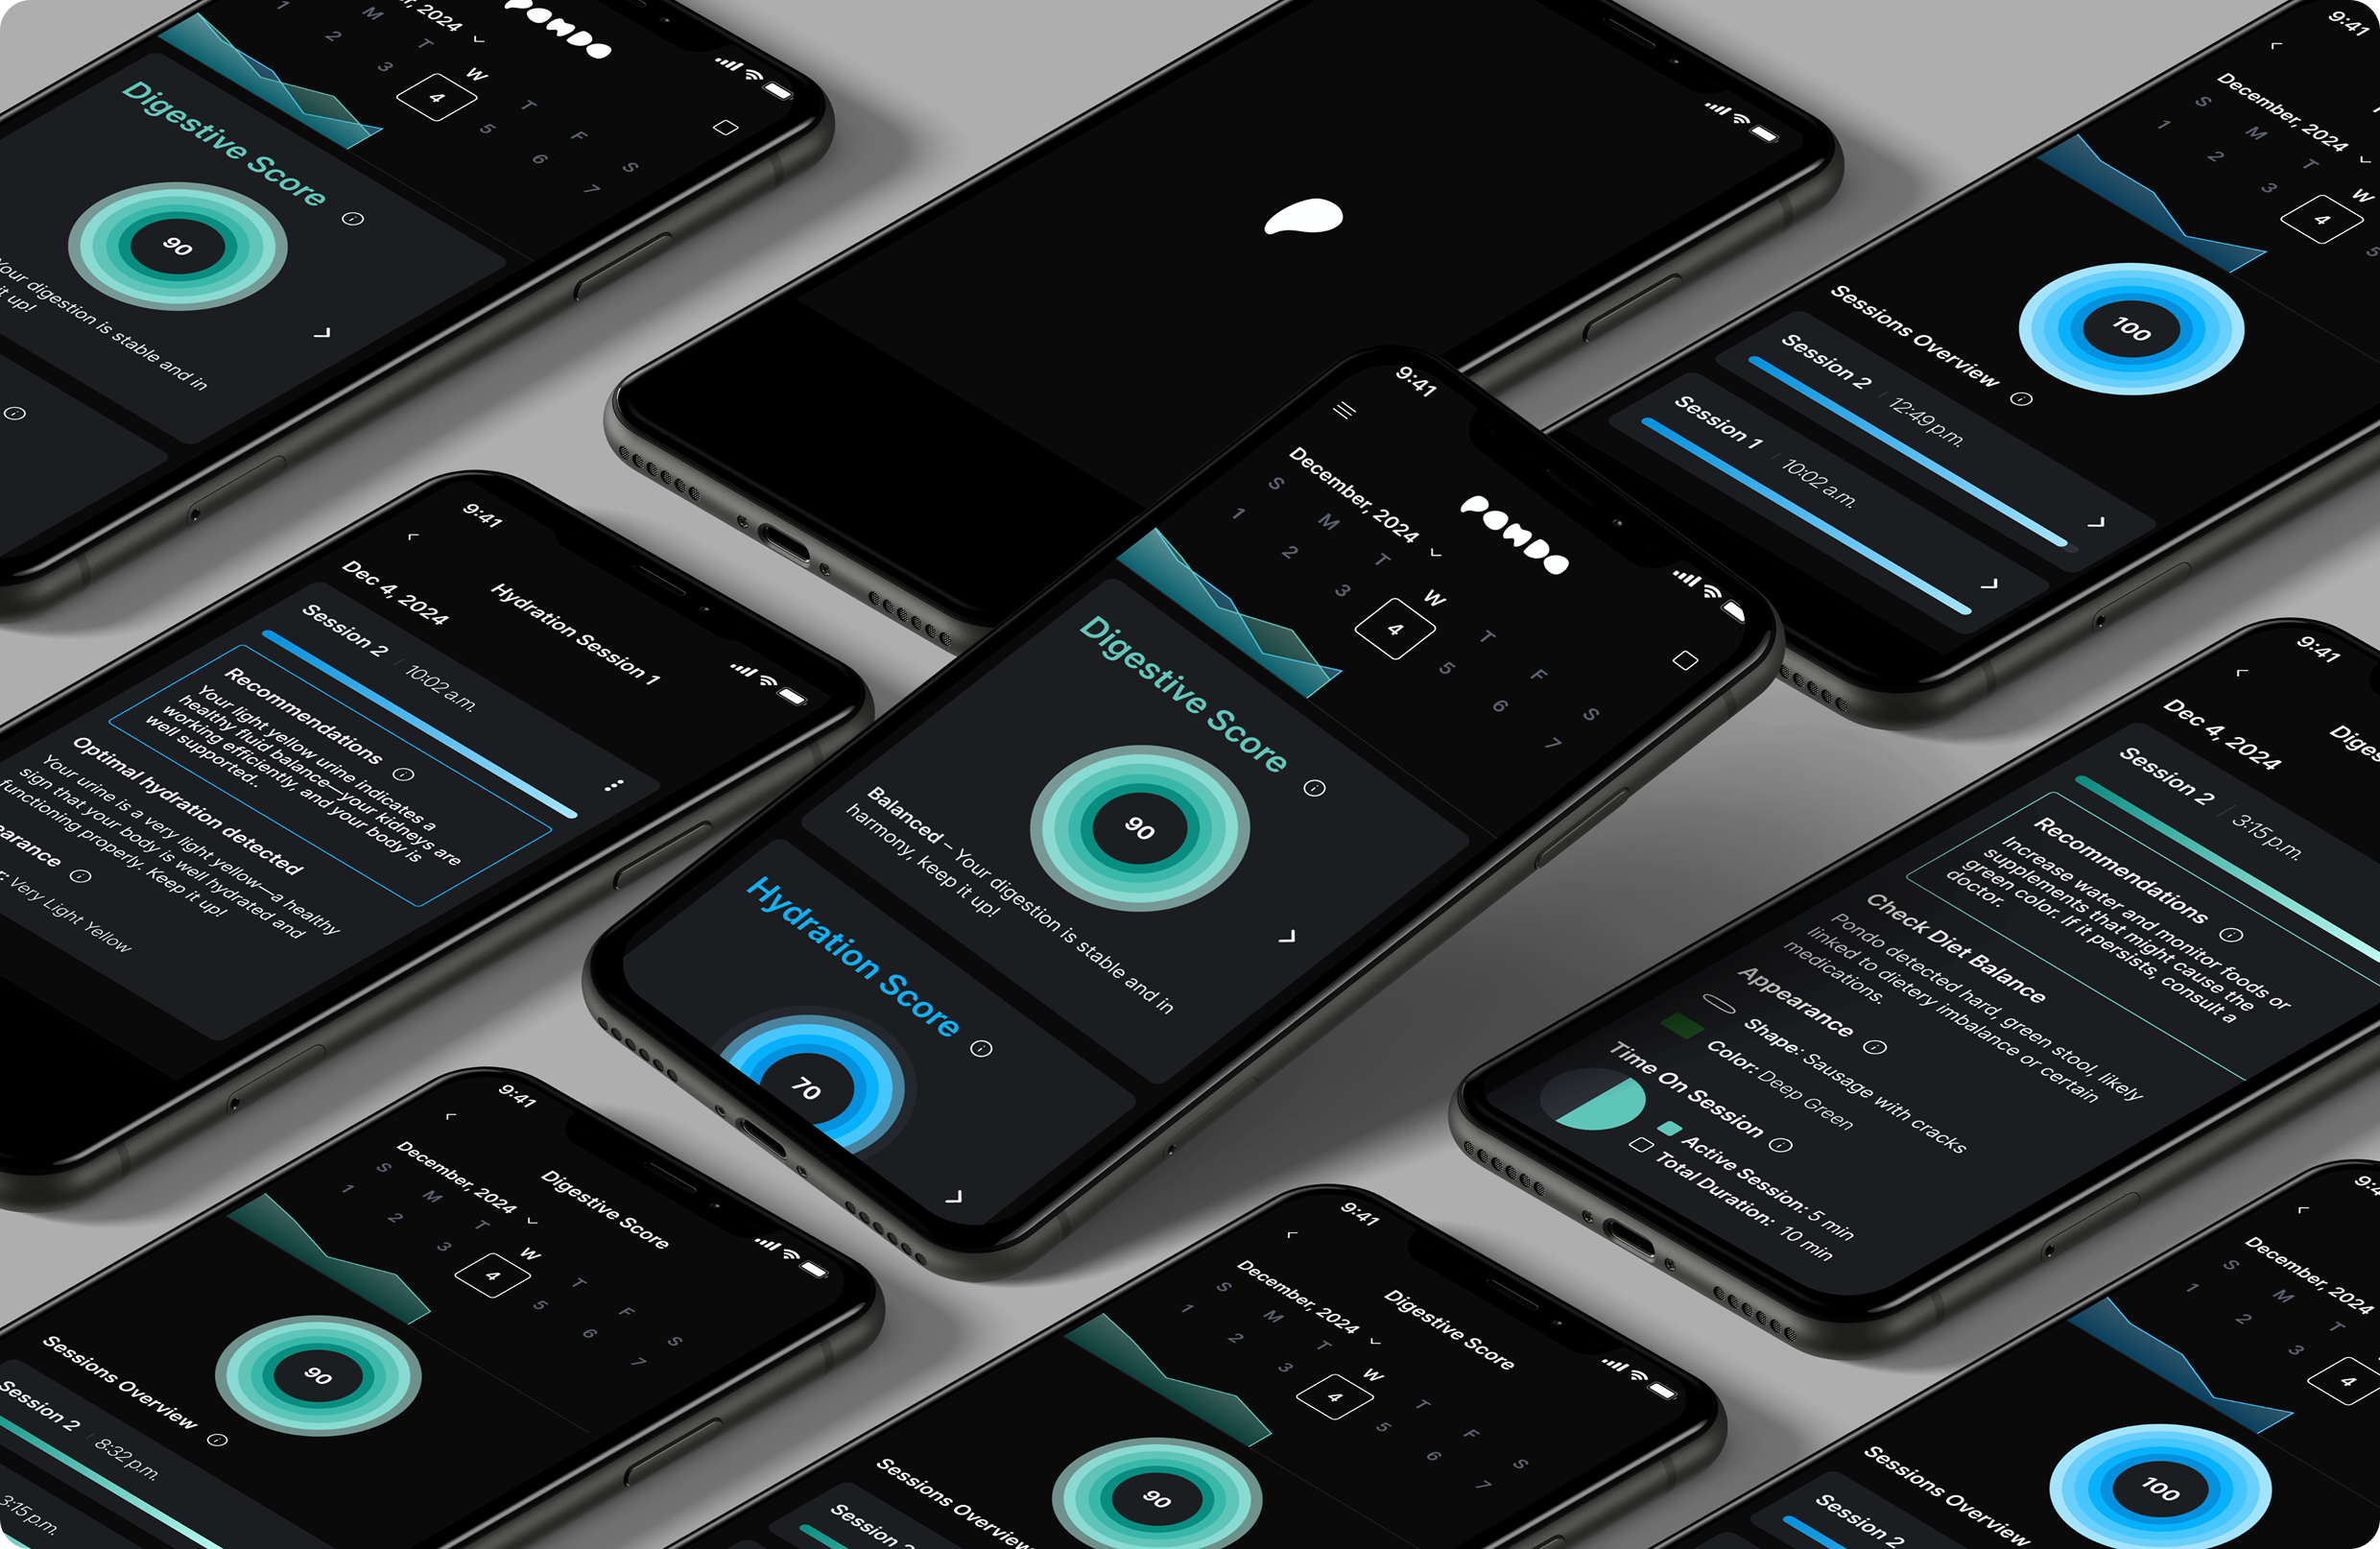 December, 2024
S M T W T F S
1 2 3 4 5 6 7
PONDO
Digestive Score
90
Your digestion is stable and in
it up!
9:41
December, 2024
S M T W
1 2 3 4 5
100
Sessions Overview
Session 2 | 12:49 p.m.
Session 1 | 10:02 a.m.
9:41
Hydration Session 1
Dec 4, 2024
Session 2 | 10:02 a.m.
Recommendations
Your light yellow urine indicates a
healthy fluid balance—your kidneys are
working efficiently, and your body is
well supported..
Optimal hydration detected
Your urine is a very light yellow—a healthy
sign that your body is well hydrated and
functioning properly. Keep it up!
Very Light Yellow
9:41
PONDO
December, 2024
S M T W T F S
1 2 3 4 5 6 7
Digestive Score
90
Balanced – Your digestion is stable and in
harmony, keep it up!
Hydration Score
70
9:41
Dec 4, 2024
Session 2 | 3:15 p.m.
Recommendations
Increase water and monitor foods or
supplements that might cause the
green color. If it persists, consult a
doctor.
Check Diet Balance
Pondo detected hard, green stool, likely
linked to dietery imbalance or certain
medications.
Appearance
Shape: Sausage with cracks
Color: Deep Green
Time On Session
Active Session: 5 min
Total Duration: 10 min
9:41
Digestive Score
December, 2024
S M T W T F S
1 2 3 4 5 6 7
90
Sessions Overview
Session 2 | 8:32 p.m.
3:15 p.m.
9:41
Digestive Score
December, 2024
S M T W T F S
1 2 3 4 5 6 7
90
Sessions Overview
Session 2
December, 2024
S M T
1 2 3 4
100
Sessions Overview
Session 2